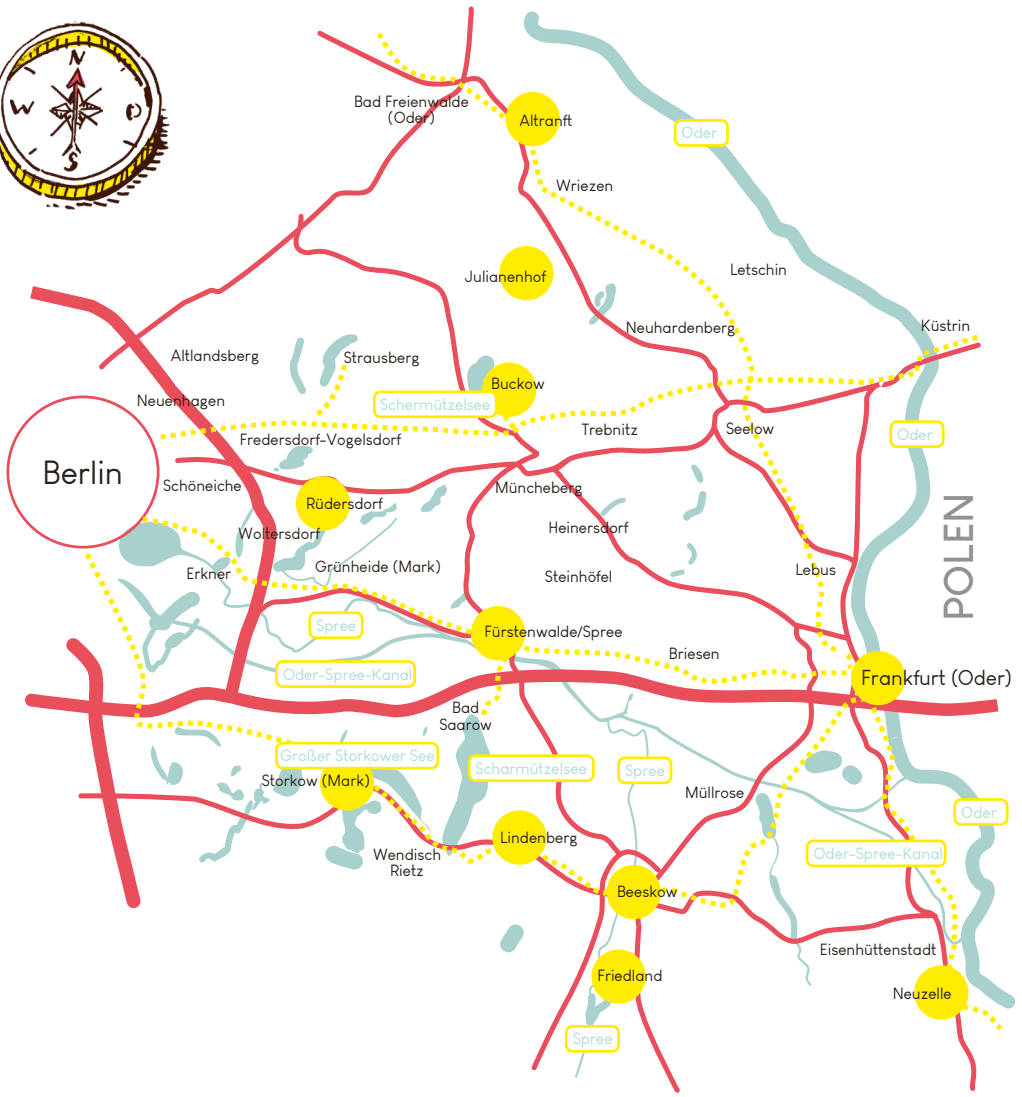 N
W
O
S
Bad Freienwalde
(Oder)
Altranft
Oder
Wriezen
Letschin
Julianenhof
Küstrin
Neuhardenberg
Altlandsberg
Strausberg
Buckow
Neuenhagen
Schermützelsee
Seelow
Trebnitz
Oder
Fredersdorf-Vogelsdorf
Berlin
Schöneiche
Müncheberg
Rüdersdorf
POLEN
Heinersdorf
Woltersdorf
Grünheide (Mark)
Erkner
Steinhöfel
Lebus
Spree
Fürstenwalde/Spree
Briesen
Oder-Spree-Kanal
Frankfurt (Oder)
Bad
Saarow
Großer Storkower See
Scharmützelsee
Spree
Storkow (Mark)
Müllrose
Oder
Lindenberg
Wendisch
Rietz
Oder-Spree-Kanal
Beeskow
Eisenhüttenstadt
Friedland
Neuzelle
Spree